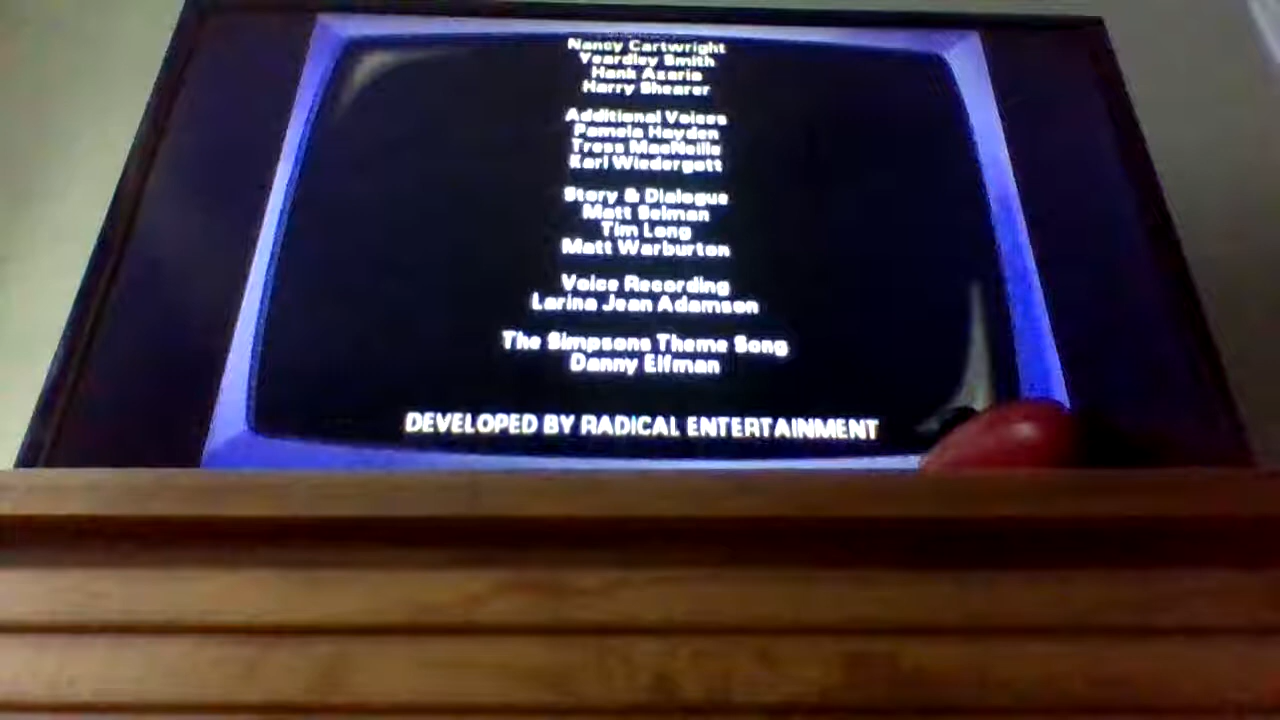 Nancy Cartwright
Yeardley Smith
Hank Azaria
Harry Shearer
Additional Voices
Pamela Hayden
Tress MacNeille
Karl Wiedergott
Story & Dialogue
Matt Selman
Tim Long
Matt Warburton
Voice Recording
Larina Jean Adamson
The Simpsons Theme Song
Danny Elfman
DEVELOPED BY RADICAL ENTERTAINMENT